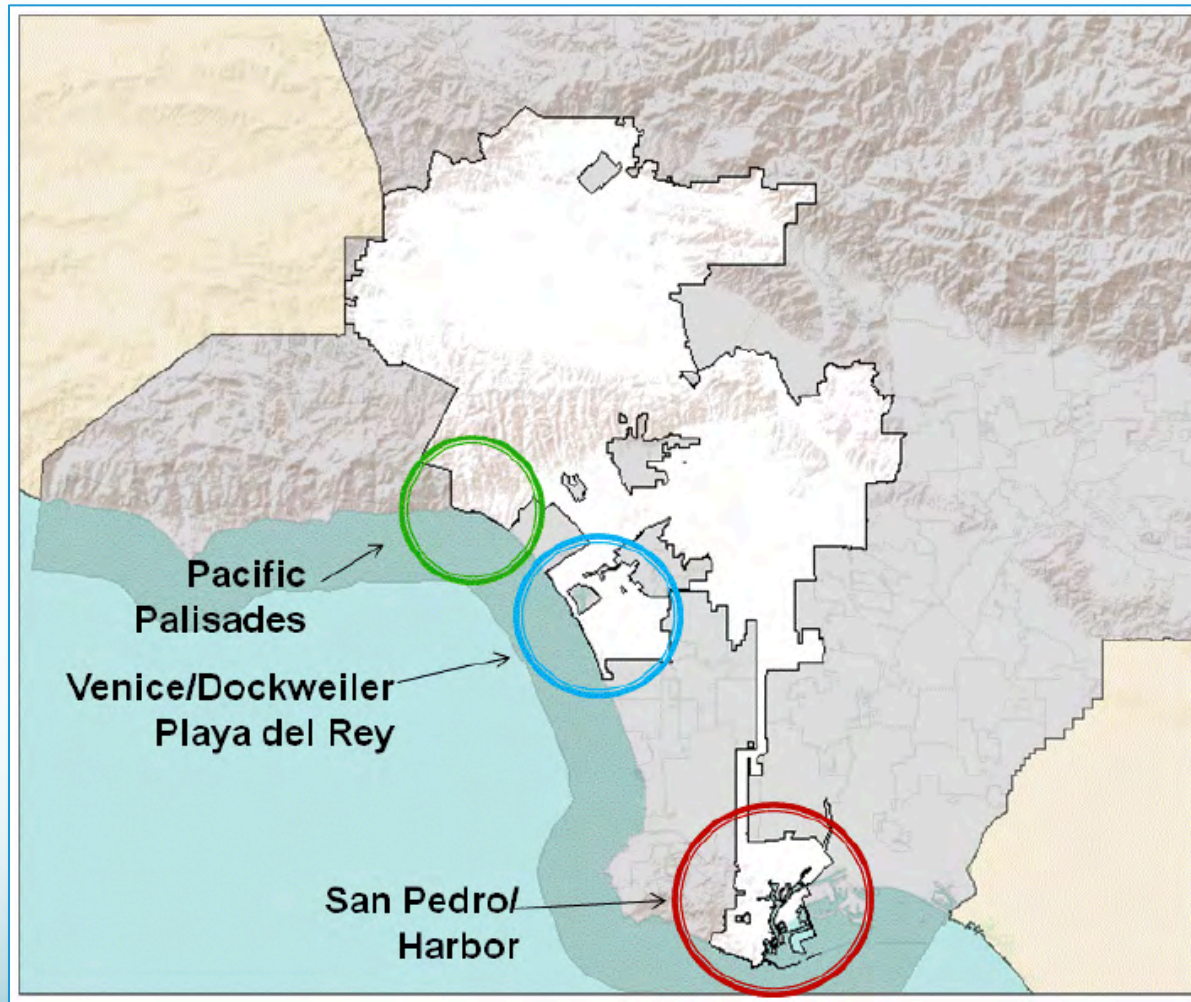 Pacific
Palisades
Venice/Dockweiler
Playa del Rey
San Pedro/
Harbor